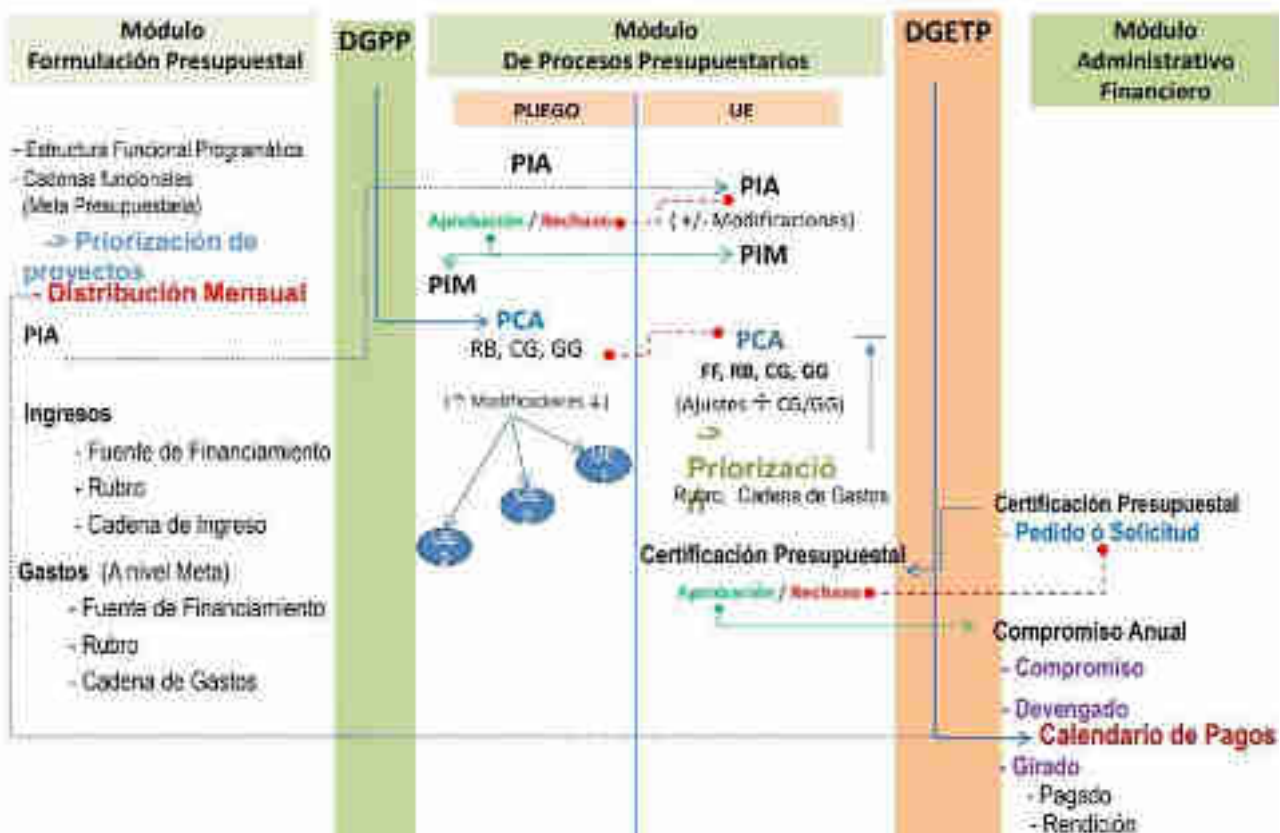 Módulo
Formulación Presupuestal
DGPP
Módulo
De Procesos Presupuestarios
DGETP
Módulo
Administrativo
Financiero
PLIEGO
UE
- Estructura Funcional Programática
- Cadenas funcionales
(Meta Presupuestaria)
Priorización de
proyectos
- Distribución Mensual
PIA
Ingresos
- Fuente de Financiamiento
- Rubro
- Cadena de Ingreso
Gastos (A nivel Meta)
- Fuente de Financiamiento
- Rubro
- Cadena de Gastos
PIA
PIA
Aprobación / Rechazo
( +/- Modificaciones)
PIM
PIM
PCA
RB, CG, GG
PCA
FF, RB, CG, GG
(Ajustes ÷ CG/GG)
(↑ Modificaciones ↓)
Priorizació
Rubro, Cadena de Gastos
Certificación Presupuestal
Aprobación / Rechazo
Certificación Presupuestal
- Pedido ó Solicitud
Compromiso Anual
- Compromiso
- Devengado
Calendario de Pagos
- Girado
- Pagado
- Rendición